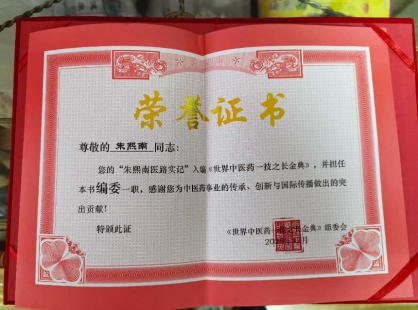 荣誉证书
尊敬的 朱熙南 同志：
您的“朱熙南医路实记”入编《世界中医药一技之长金典》，并担任
本书编委一职，感谢您为中医药事业的传承、创新与国际传播做出的突
出贡献！
特颁此证
《世界中医药一技之长金典》组委会
月